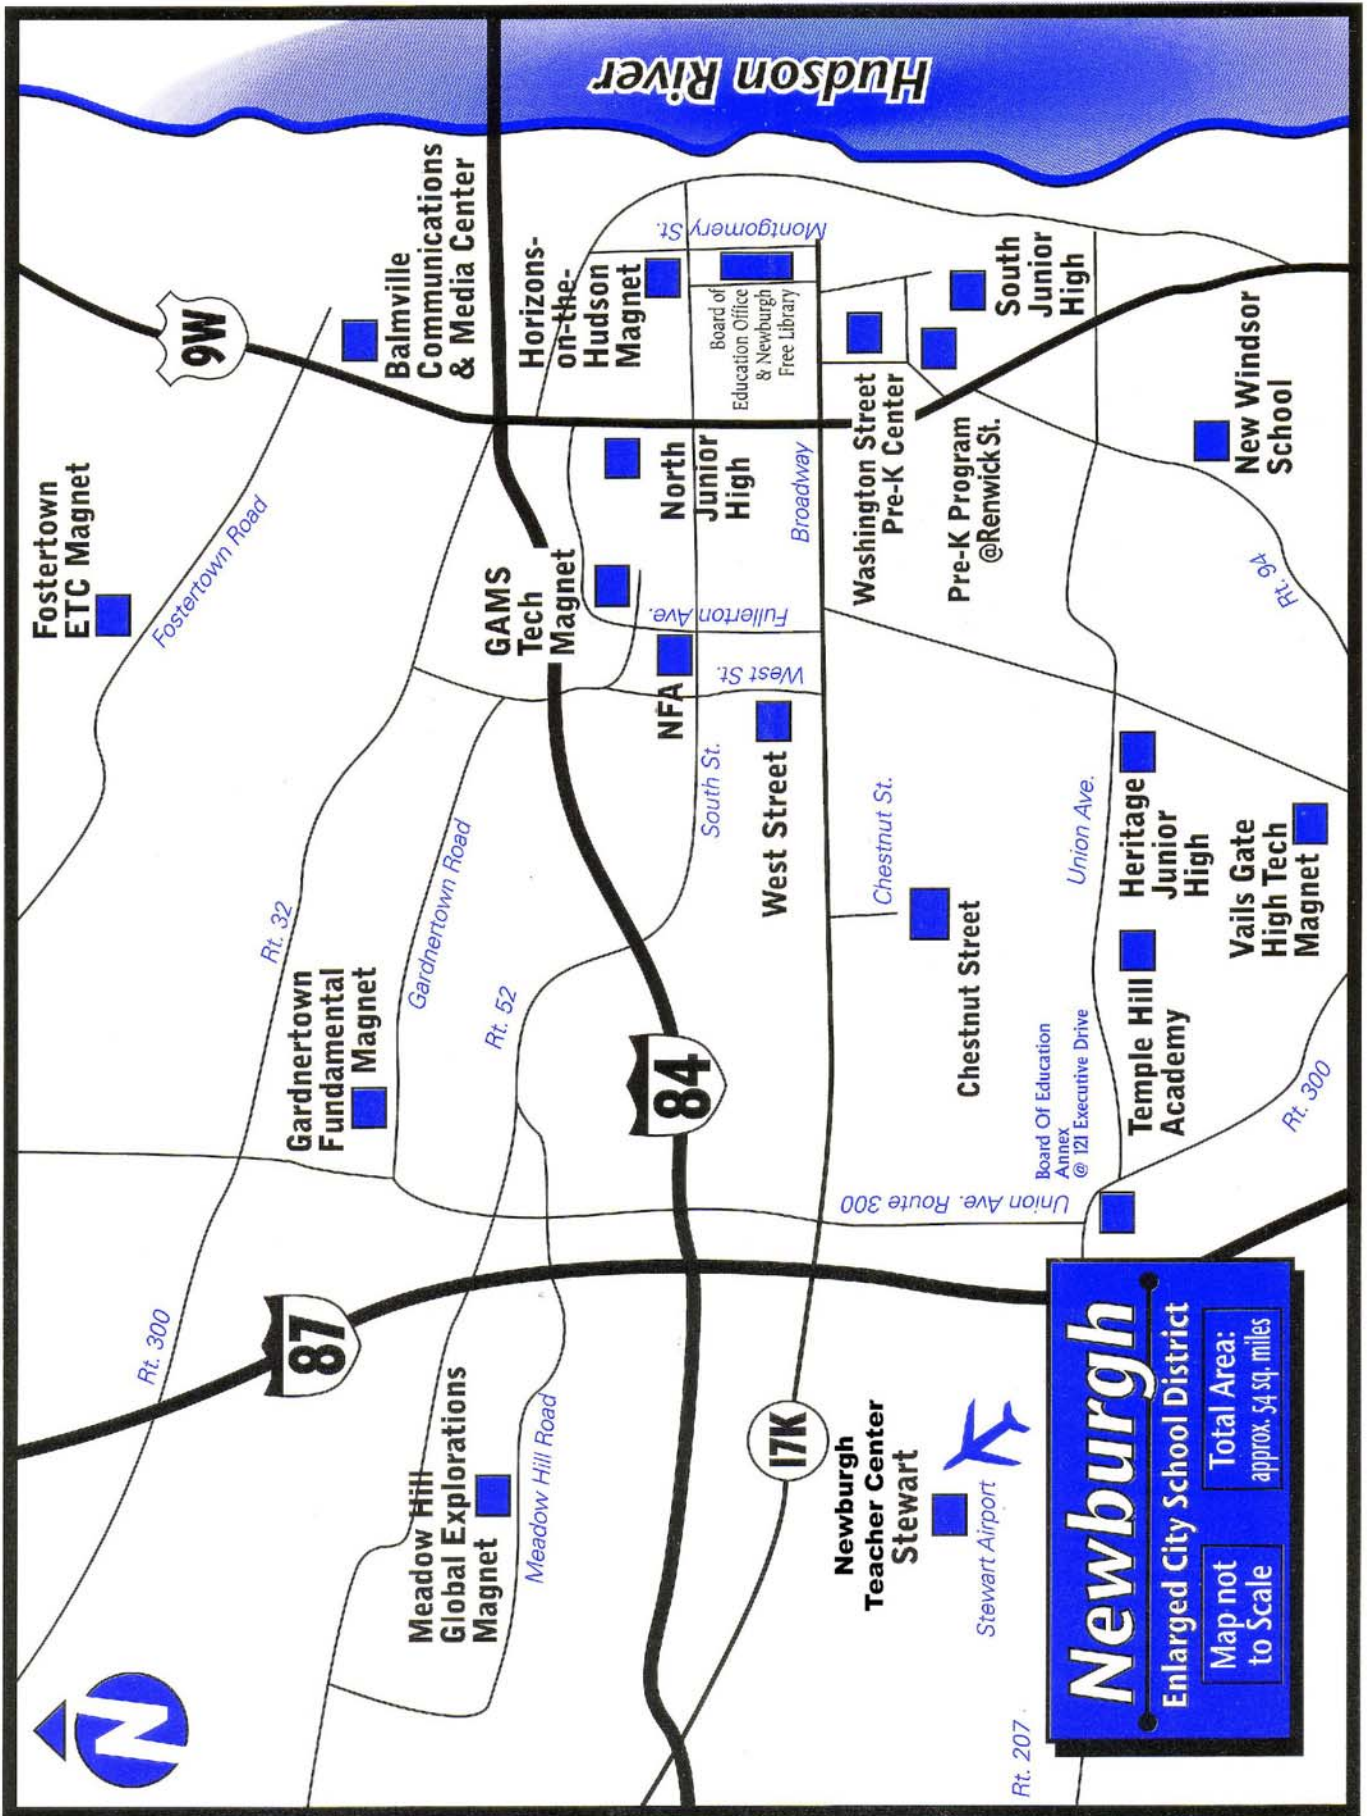 N
Rt. 300
87
Rt. 32
Gardnertown
Fundamental
Magnet
Gardnertown Road
Fostertown
ETC Magnet
Fostertown Road
9W
Balmville
Communications
& Media Center
Hudson River
Meadow Hill
Global Explorations
Magnet
Meadow Hill Road
Rt. 52
84
GAMS
Tech
Magnet
Horizons-
on-the-
Hudson
Magnet
Montgomery St.
North
Junior
High
Fullerton Ave.
NFA
West St.
South St.
Board of
Education Office
& Newburgh
Free Library
West Street
Broadway
17K
Newburgh
Teacher Center
Stewart
Stewart Airport
Union Ave. Route 300
Chestnut St.
Chestnut Street
Washington Street
Pre-K Center
Pre-K Program
@Renwick St.
South
Junior
High
Board Of Education
Annex
@ 121 Executive Drive
Union Ave.
Temple Hill
Academy
Heritage
Junior
High
Vails Gate
High Tech
Magnet
Rt. 300
New Windsor
School
Rt. 94
Rt. 207
Newburgh
Enlarged City School District
Map not
to Scale
Total Area:
approx. 54 sq. miles